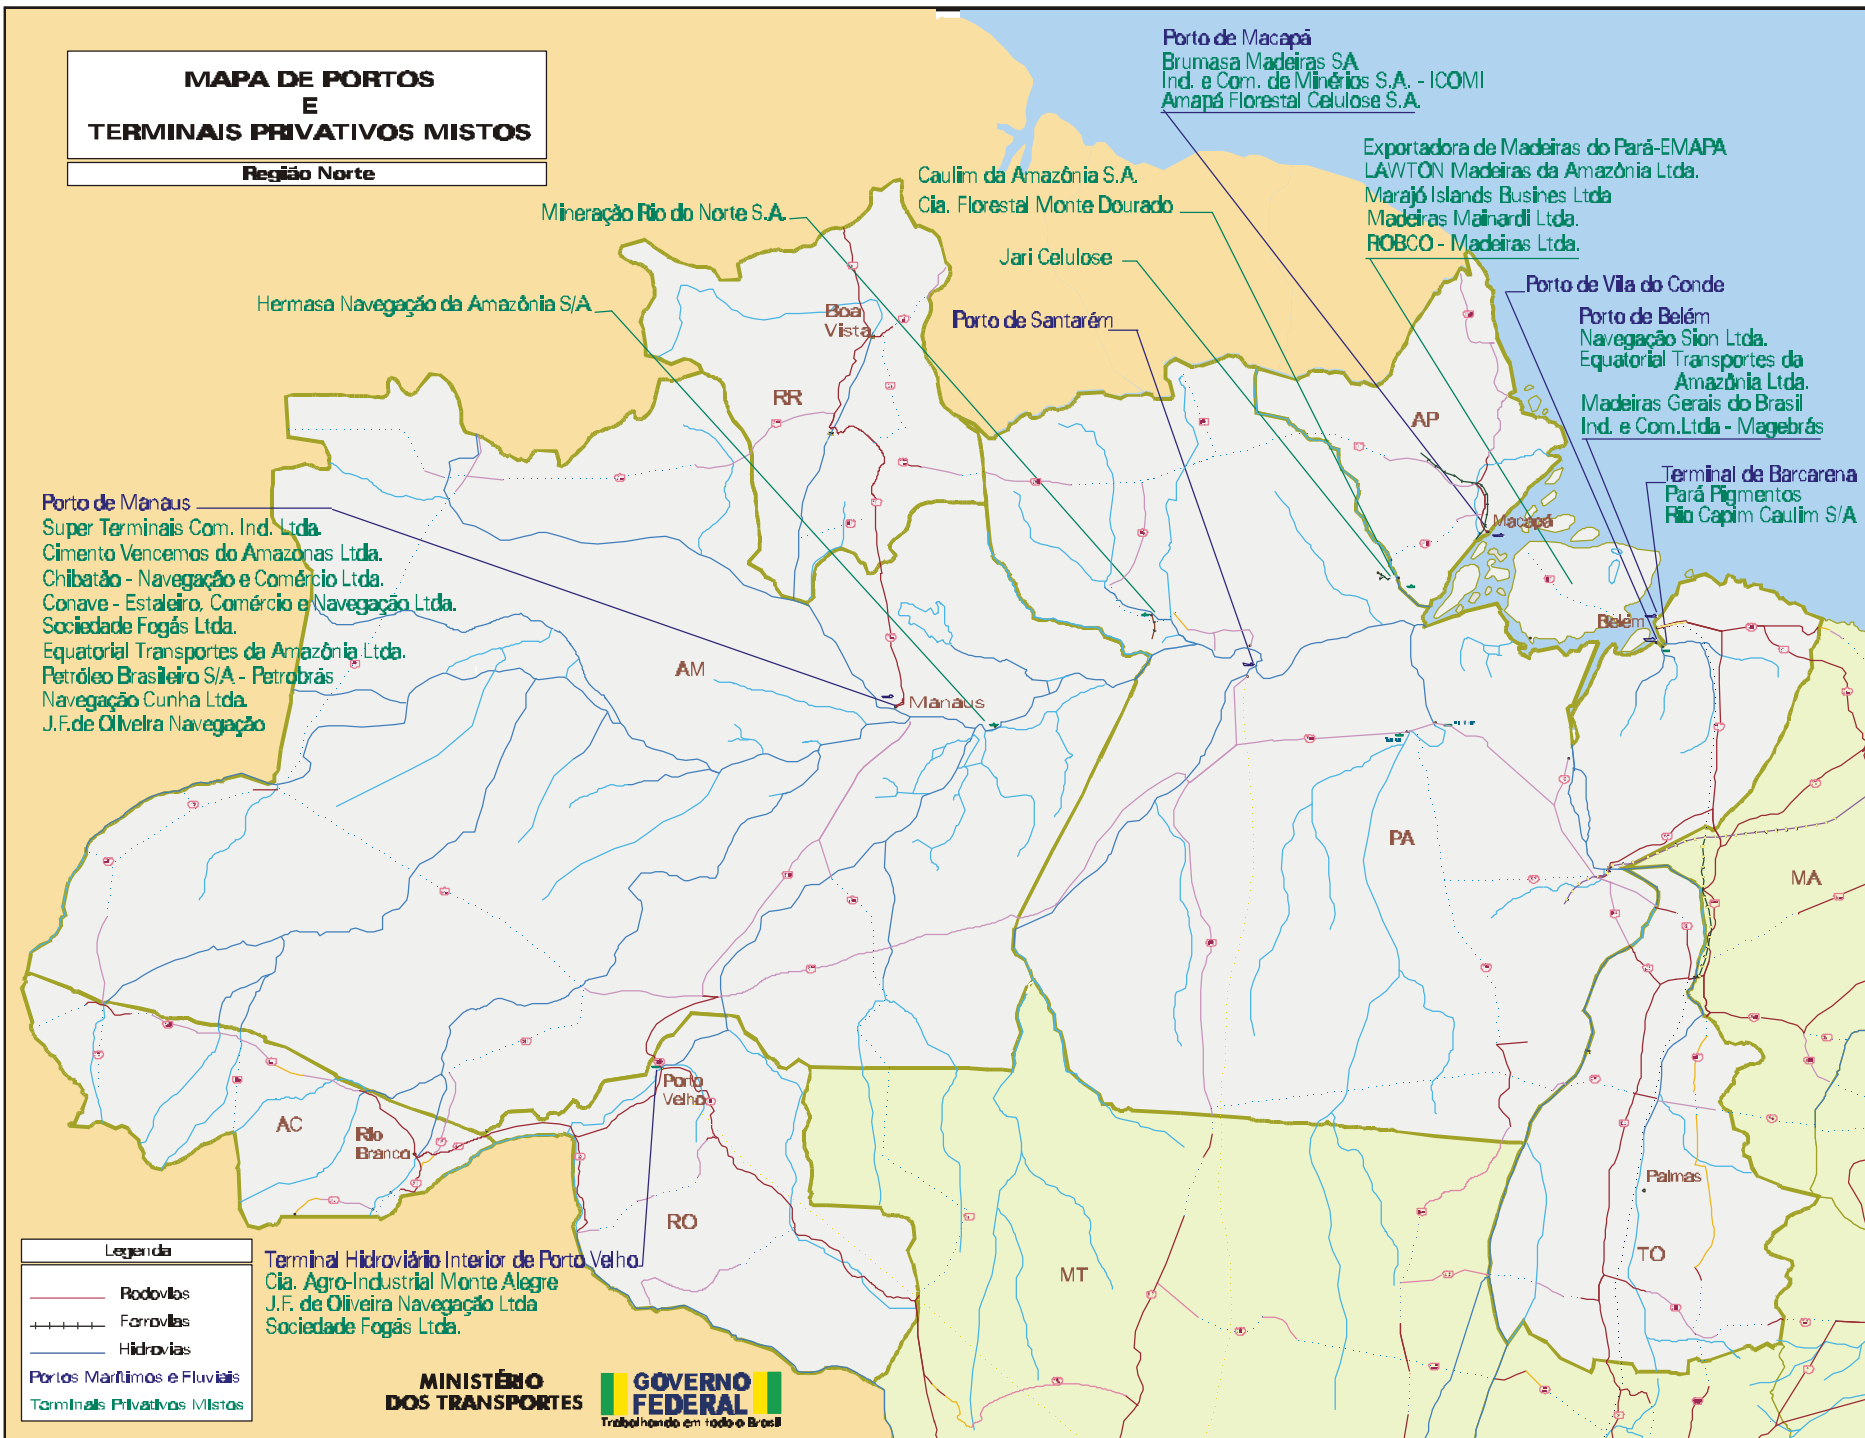 MAPA DE PORTOS
E
TERMINAIS PRIVATIVOS MISTOS
Região Norte
Porto de Macapá
Brumasa Madeiras SA
Ind. e Com. de Minérios S.A. - ICOMI
Amapá Florestal Celulose S.A.
Exportadora de Madeiras do Pará-EMAPA
LAWTON Madeiras da Amazônia Ltda.
Marajó Islands Busines Ltda
Madeiras Mainardi Ltda.
ROBCO - Madeiras Ltda.
Caulim da Amazônia S.A.
Cia. Florestal Monte Dourado
Mineração Rio do Norte S.A.
Jari Celulose
Hermasa Navegação da Amazônia S/A
Porto de Santarém
Porto de Vila do Conde
Porto de Belém
Navegação Sion Ltda.
Equatorial Transportes da
Amazônia Ltda.
Madeiras Gerais do Brasil
Ind. e Com.Ltda - Magebrás
Terminal de Barcarena
Pará Pigmentos
Rio Capim Caulim S/A
Boa
Vista
RR
AP
Macapá
Belém
Porto de Manaus
Super Terminais Com. Ind. Ltda.
Cimento Vencemos do Amazonas Ltda.
Chibatão - Navegação e Comércio Ltda.
Conave - Estaleiro, Comércio e Navegação Ltda.
Sociedade Fogás Ltda.
Equatorial Transportes da Amazônia Ltda.
Petróleo Brasileiro S/A - Petrobrás
Navegação Cunha Ltda.
J.F.de Oliveira Navegação
AM
Manaus
PA
MA
Porto
Velho
AC
Rio
Branco
RO
MT
Palmas
TO
Terminal Hidroviário Interior de Porto Velho
Cia. Agro-Industrial Monte Alegre
J.F. de Oliveira Navegação Ltda
Sociedade Fogás Ltda.
Legenda
Rodovias
Ferrovias
Hidrovias
Portos Marítimos e Fluviais
Terminais Privativos Mistos
MINISTÉRIO
DOS TRANSPORTES
GOVERNO
FEDERAL
Trabalhando em todo o Brasil